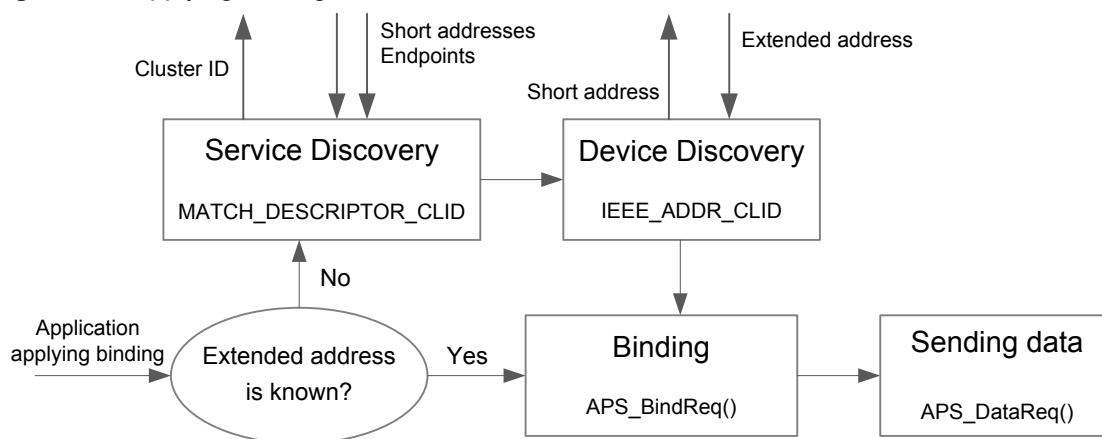 Cluster ID
Short addresses
Endpoints
Short address
Extended address
Service Discovery
MATCH_DESCRIPTOR_CLID
Device Discovery
IEEE_ADDR_CLID
No
Application
applying binding
Extended address
is known?
Yes
Binding
APS_BindReq()
Sending data
APS_DataReq()